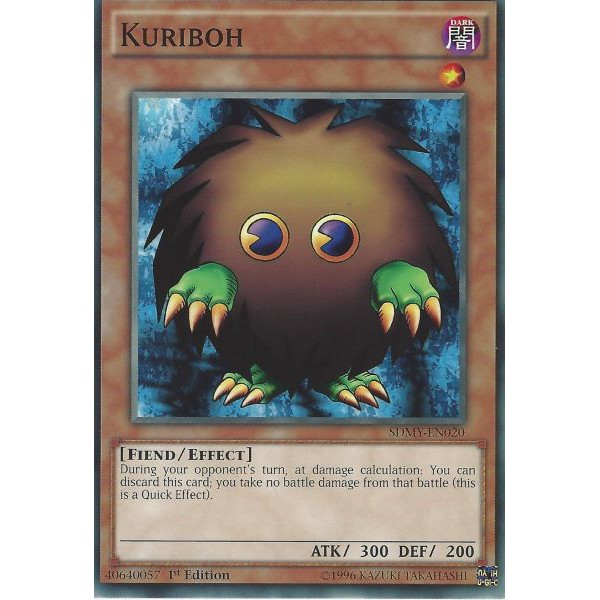 KURIBOH
DARK
闇
SDMY-EN020
[FIEND/EFFECT]
During your opponent's turn, at damage calculation: You can
discard this card; you take no battle damage from that battle (this
is a Quick Effect).
ATK/ 300 DEF/ 200
40640057 1st Edition ©1996 KAZUKI TAKAHASHI